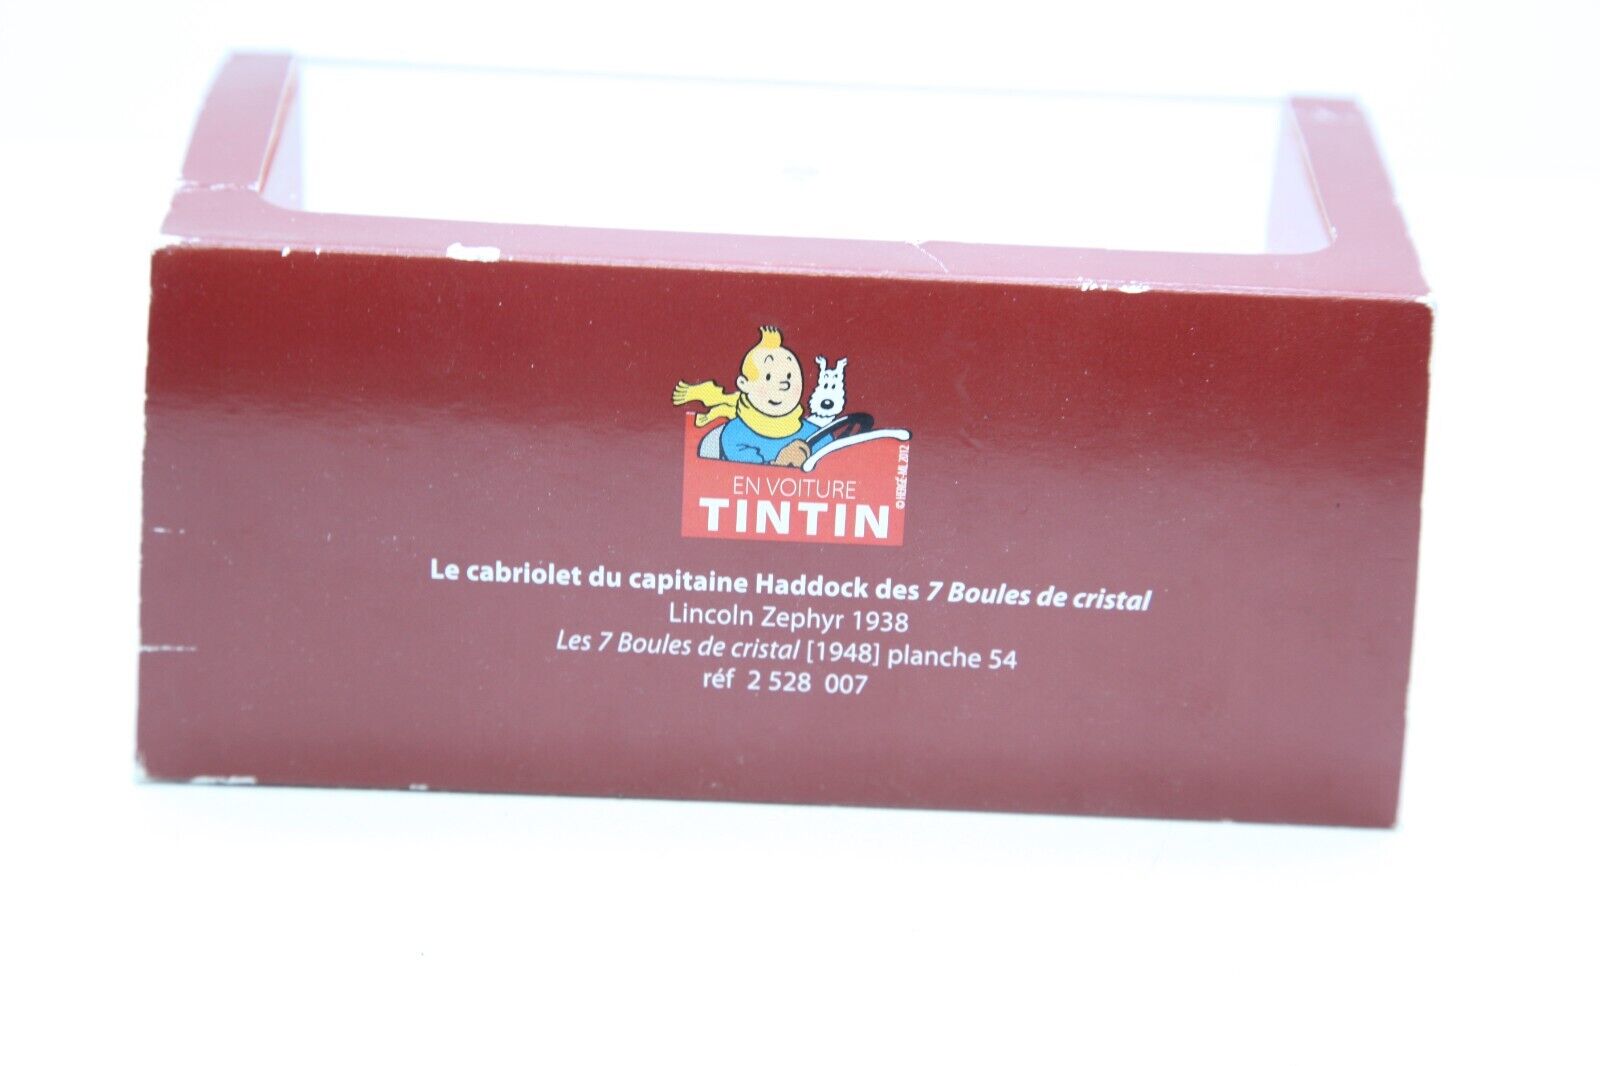 EN VOITURE
TINTIN
© HERGÉ-ML 2012
Le cabriolet du capitaine Haddock des 7 Boules de cristal
Lincoln Zephyr 1938
Les 7 Boules de cristal [1948] planche 54
réf 2 528 007